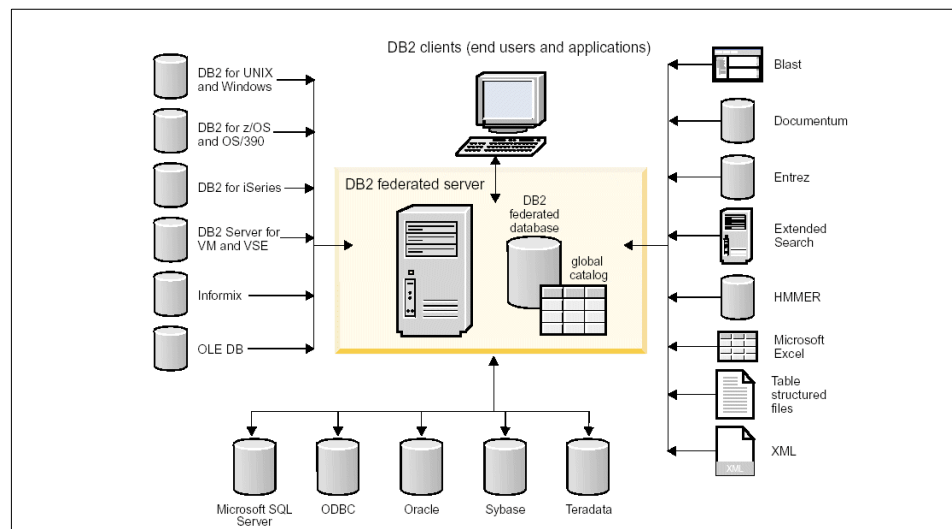 DB2 clients (end users and applications)
DB2 for UNIX
and Windows
DB2 for z/OS
and OS/390
DB2 for iSeries
DB2 Server for
VM and VSE
Informix
OLE DB
DB2 federated server
DB2
federated
database
global
catalog
Blast
Documentum
Entrez
Extended
Search
HMMER
Microsoft
Excel
Table
structured
files
XML
XML
Microsoft SQL
Server
ODBC
Oracle
Sybase
Teradata